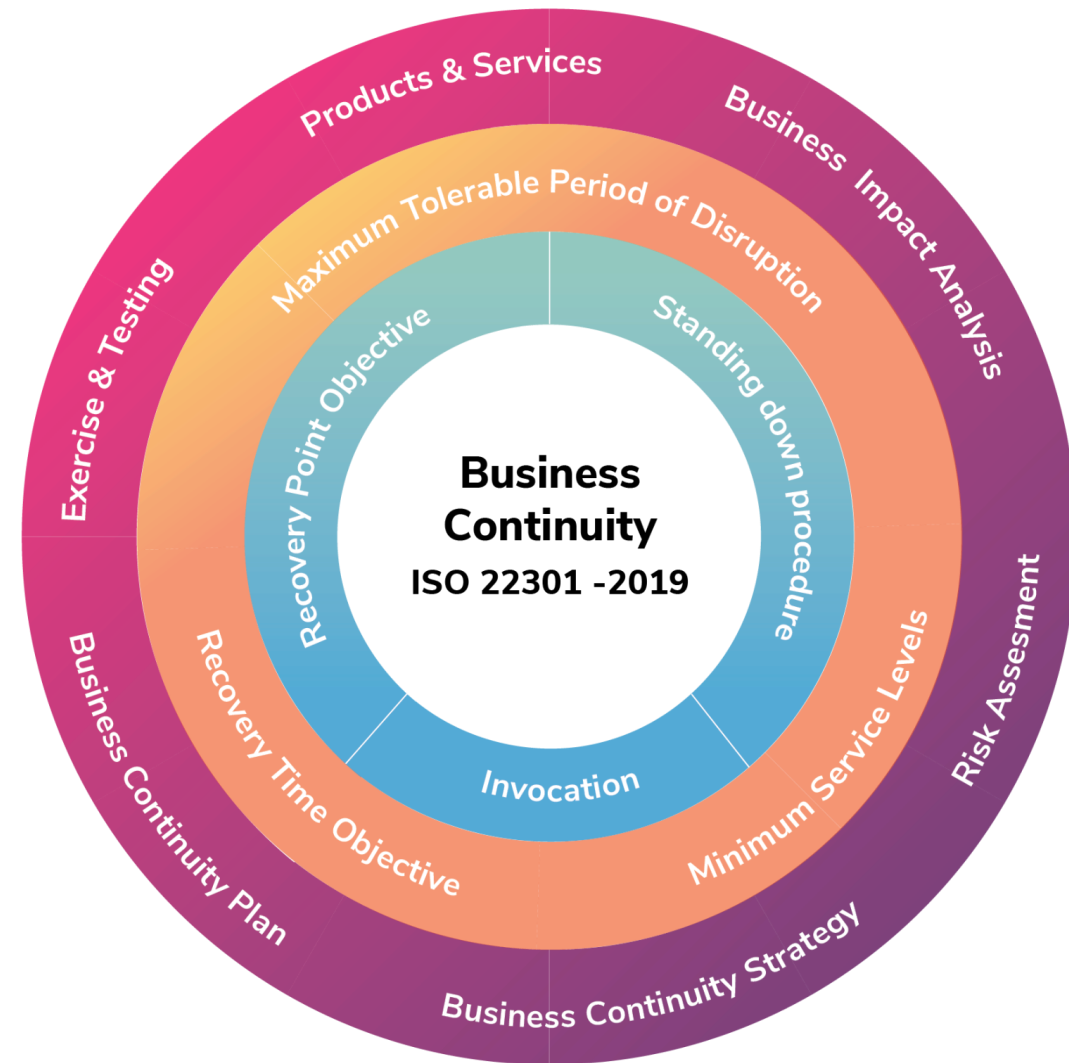 Products & Services
Business Impact Analysis
Risk Assesment
Business Continuity Strategy
Business Continuity Plan
Exercise & Testing
Maximum Tolerable Period of Disruption
Minimum Service Levels
Recovery Time Objective
Standing down procedure
Invocation
Recovery Point Objective
Business
Continuity
ISO 22301 -2019